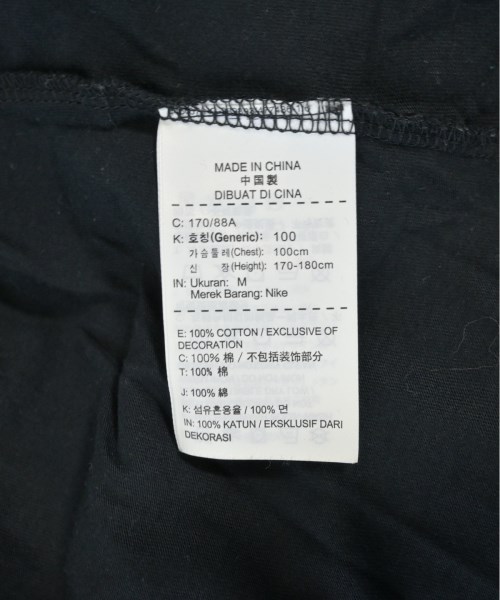 MADE IN CHINA
中国製
DIBUAT DI CINA
C: 170/88A
K: 호칭(Generic): 100
가슴둘레(Chest): 100cm
신 장(Height): 170-180cm
IN: Ukuran: M
Merek Barang: Nike
E: 100% COTTON / EXCLUSIVE OF
DECORATION
C: 100% 棉 / 不包括装饰部分
T: 100% 棉
J: 100% 綿
K: 섬유혼용율 / 100% 면
IN: 100% KATUN / EKSKLUSIF DARI
DEKORASI